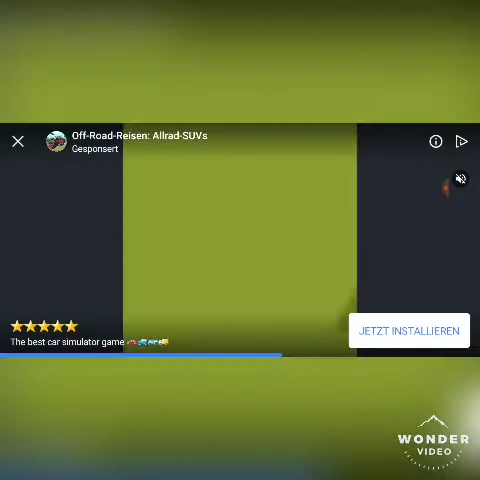 Off-Road-Reisen: Allrad-SUVs
Gesponsert
The best car simulator game
JETZT INSTALLIEREN
WONDER
VIDEO